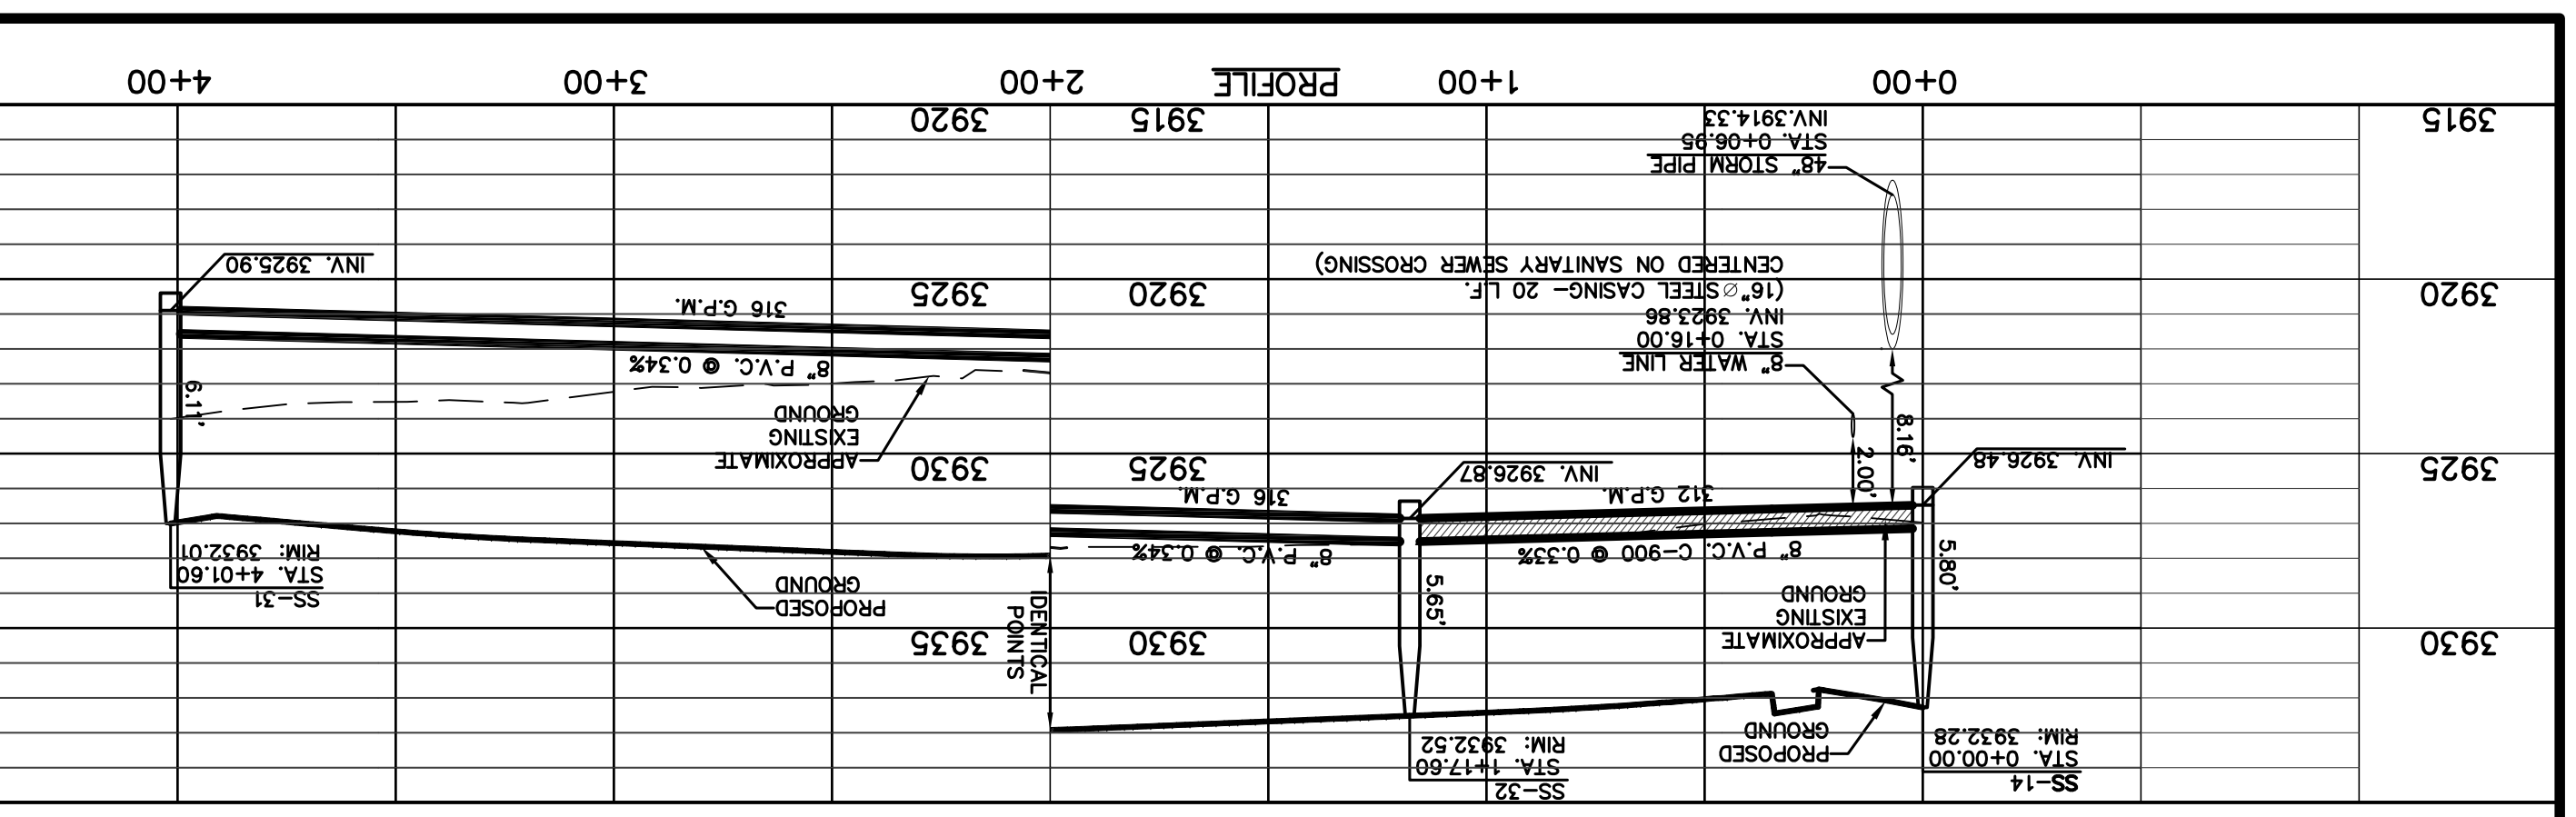 SS-14
STA. 0+00.00
RIM: 3932.28
PROPOSED
GROUND
SS-32
STA. 1+17.60
RIM: 3932.52
3930
APPROXIMATE
EXISTING
GROUND
5.80'
8" P.V.C. C-900 @ 0.33%
312 G.P.M.
5.65'
3930
IDENTICAL
POINTS
3935
PROPOSED
GROUND
SS-31
STA. 4+01.60
RIM: 3932.01
8" P.V.C. @ 0.34%
316 G.P.M.
3925
INV. 3926.48
8.16'
2.00'
INV. 3926.87
3925
3930
APPROXIMATE
EXISTING
GROUND
6.11'
8" WATER LINE
STA. 0+16.00
INV. 3923.86
(16"∅ STEEL CASING- 20 L.F.
CENTERED ON SANITARY SEWER CROSSING)
8" P.V.C. @ 0.34%
316 G.P.M.
INV. 3925.90
3920
3920
3925
48" STORM PIPE
STA. 0+06.95
INV.3914.33
3915
3915
3920
0+00
1+00
PROFILE
2+00
3+00
4+00